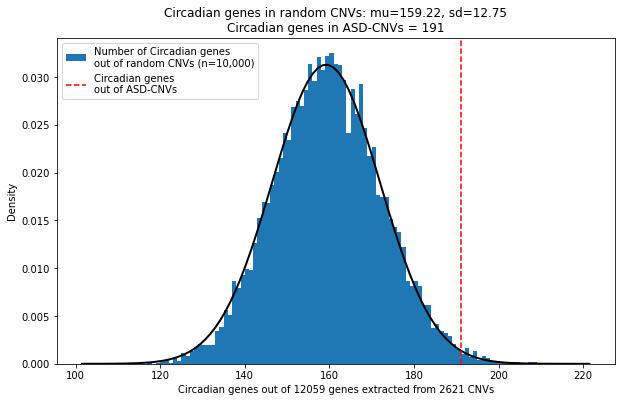 Circadian genes in random CNVs: mu=159.22, sd=12.75
Circadian genes in ASD-CNVs = 191
Number of Circadian genes
out of random CNVs (n=10,000)
Circadian genes
out of ASD-CNVs
Density
0.030
0.025
0.020
0.015
0.010
0.005
0.000
100
120
140
160
180
200
220
Circadian genes out of 12059 genes extracted from 2621 CNVs